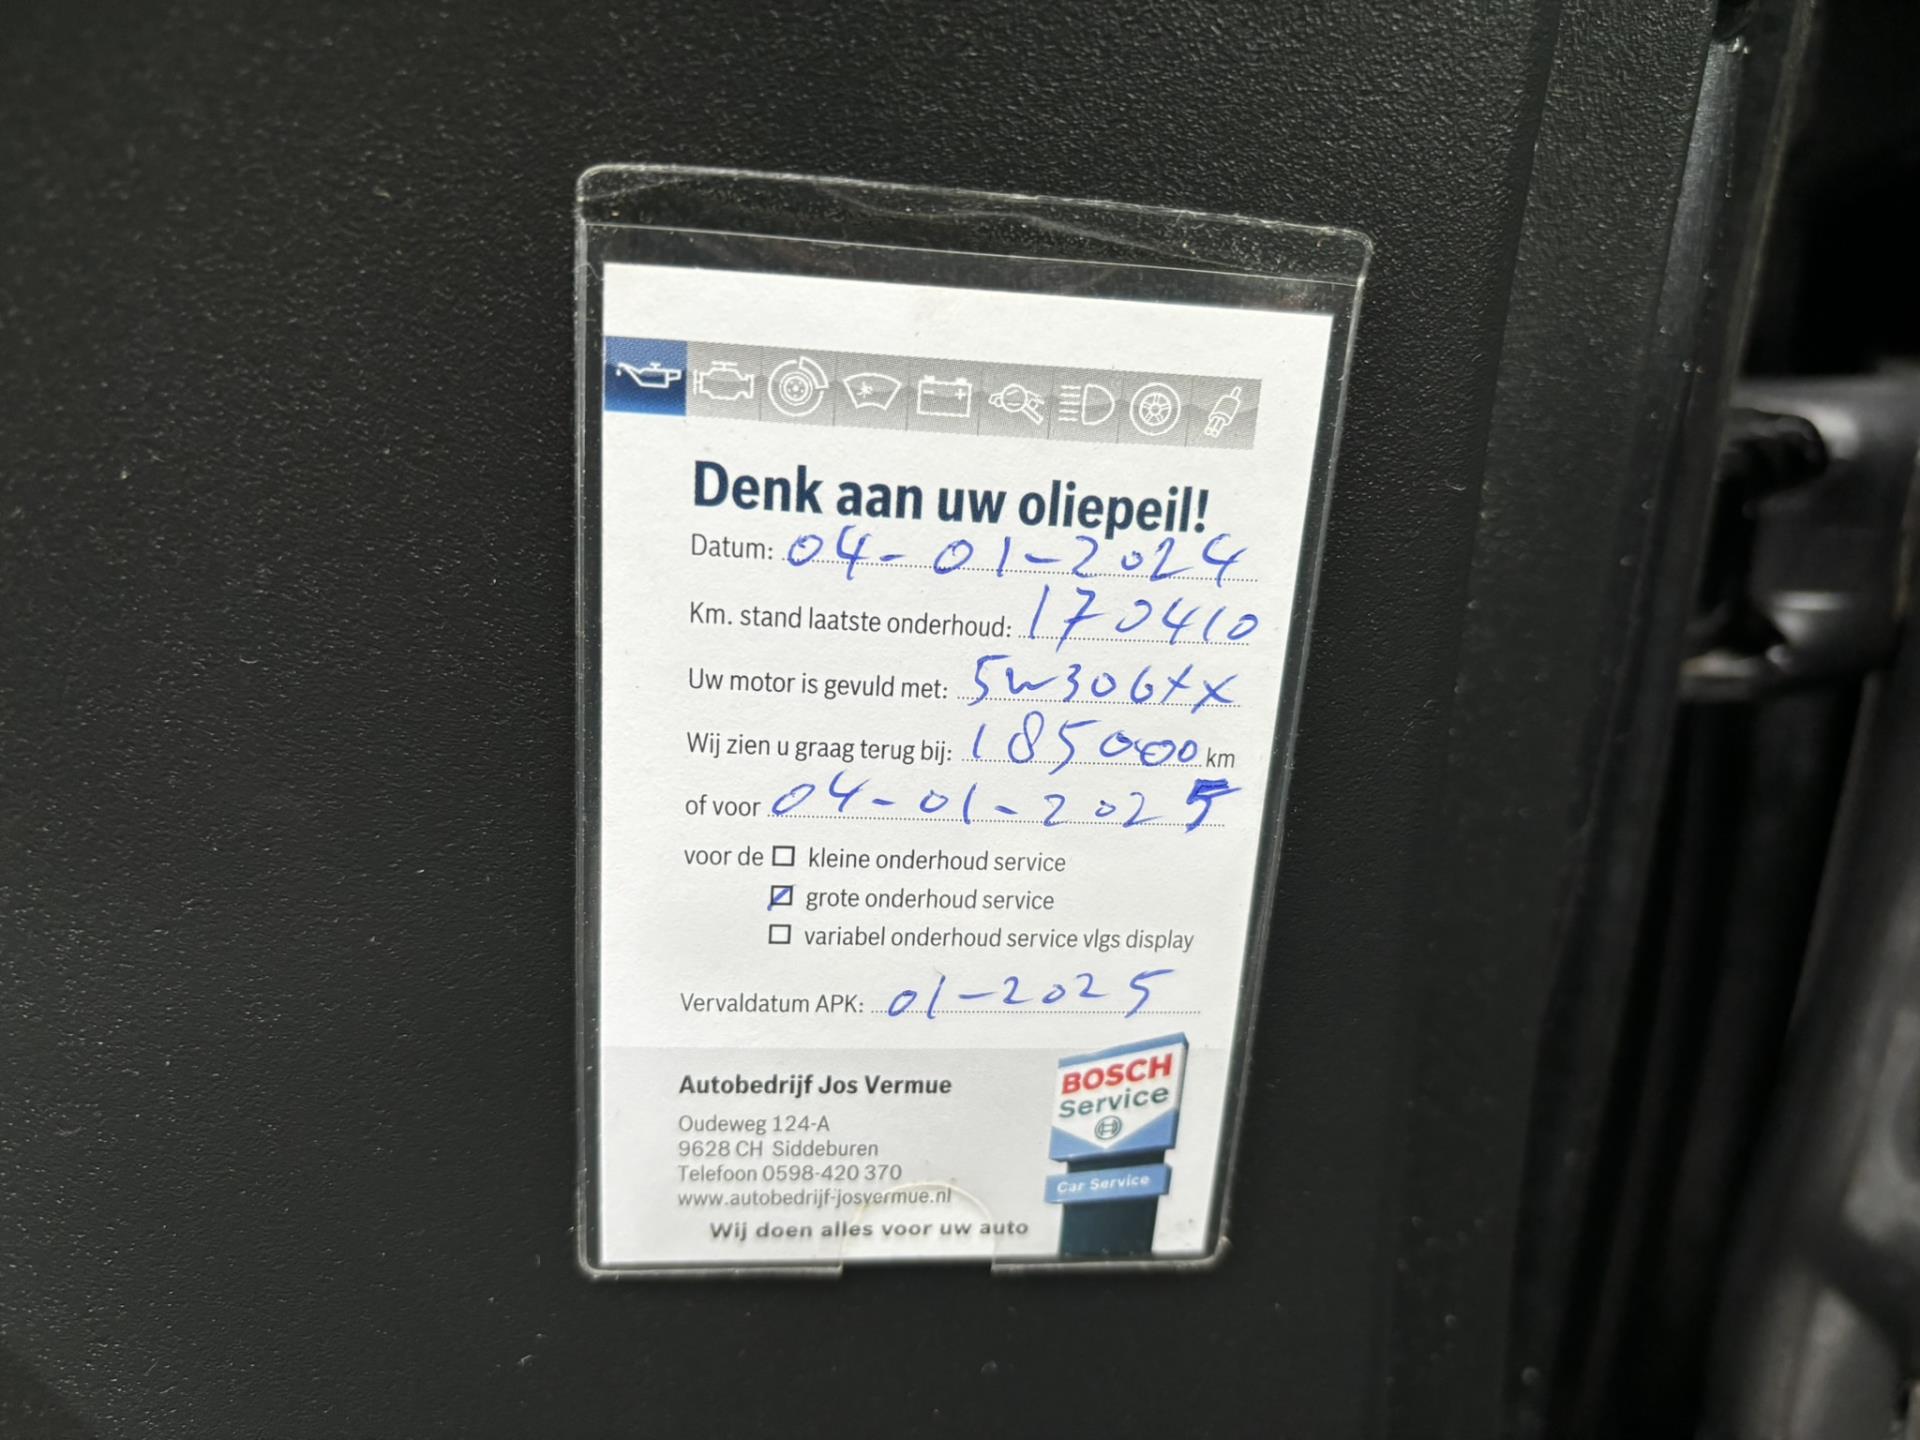 Denk aan uw oliepeil!
Datum: 04-01-2024
Km. stand laatste onderhoud: 170410
Uw motor is gevuld met: 5w30GXX
Wij zien u graag terug bij: 185000 km
of voor 04-01-2025
voor de kleine onderhoud service
grote onderhoud service
variabel onderhoud service vlgs display
Vervaldatum APK: 01-2025
Autobedrijf Jos Vermue
Oudeweg 124-A
9628 CH Siddeburen
Telefoon 0598-420 370
www.autobedrijf-josvermue.nl
Wij doen alles voor uw auto
BOSCH
Service
Car Service